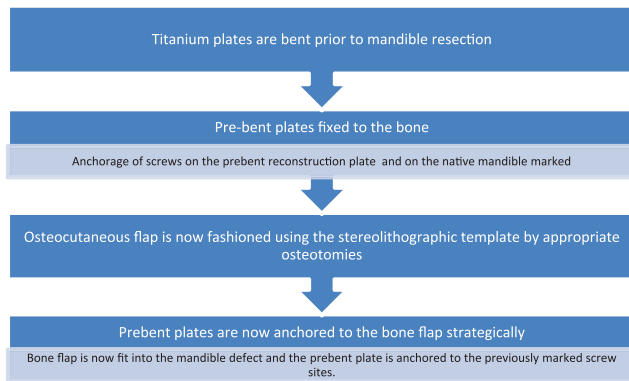 Titanium plates are bent prior to mandible resection
Pre-bent plates fixed to the bone
Anchorage of screws on the prebent reconstruction plate and on the native mandible marked
Osteocutaneous flap is now fashioned using the stereolithographic template by appropriate
osteotomies
Prebent plates are now anchored to the bone flap strategically
Bone flap is now fit into the mandible defect and the prebent plate is anchored to the previously marked screw
sites.